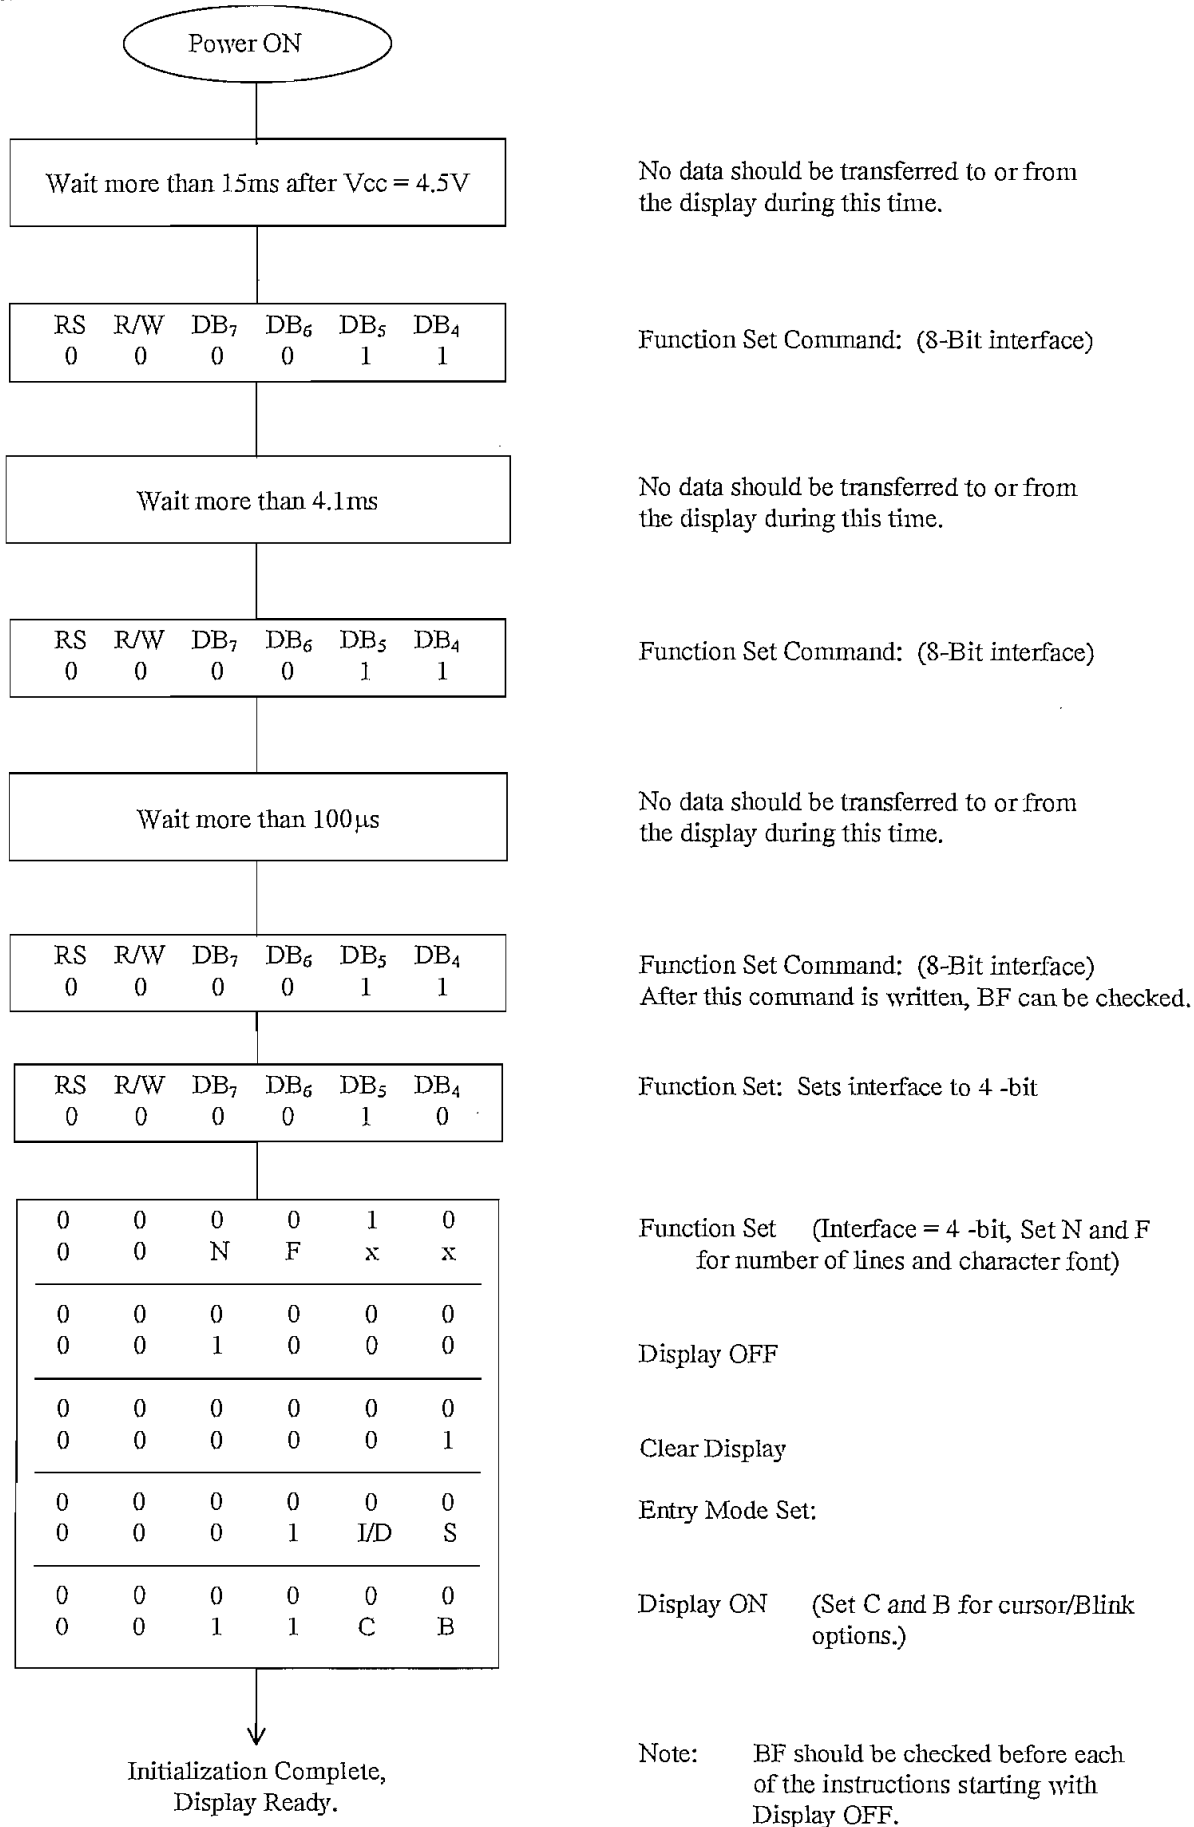 Power ON
Wait more than 15ms after Vcc = 4.5V
No data should be transferred to or from
the display during this time.
RS R/W DB₇ DB₆ DB₅ DB₄
0 0 0 0 1 1
Function Set Command: (8-Bit interface)
Wait more than 4.1ms
No data should be transferred to or from
the display during this time.
RS R/W DB₇ DB₆ DB₅ DB₄
0 0 0 0 1 1
Function Set Command: (8-Bit interface)
Wait more than 100µs
No data should be transferred to or from
the display during this time.
RS R/W DB₇ DB₆ DB₅ DB₄
0 0 0 0 1 1
Function Set Command: (8-Bit interface)
After this command is written, BF can be checked.
RS R/W DB₇ DB₆ DB₅ DB₄
0 0 0 0 1 0
Function Set: Sets interface to 4 -bit
0 0 0 0 1 0
0 0 N F x x
Function Set (Interface = 4 -bit, Set N and F
for number of lines and character font)
0 0 0 0 0 0
0 0 1 0 0 0
Display OFF
0 0 0 0 0 0
0 0 0 0 0 1
Clear Display
0 0 0 0 0 0
0 0 0 1 I/D S
Entry Mode Set:
0 0 0 0 0 0
0 0 1 1 C B
Display ON (Set C and B for cursor/Blink
options.)
Initialization Complete,
Display Ready.
Note: BF should be checked before each
of the instructions starting with
Display OFF.